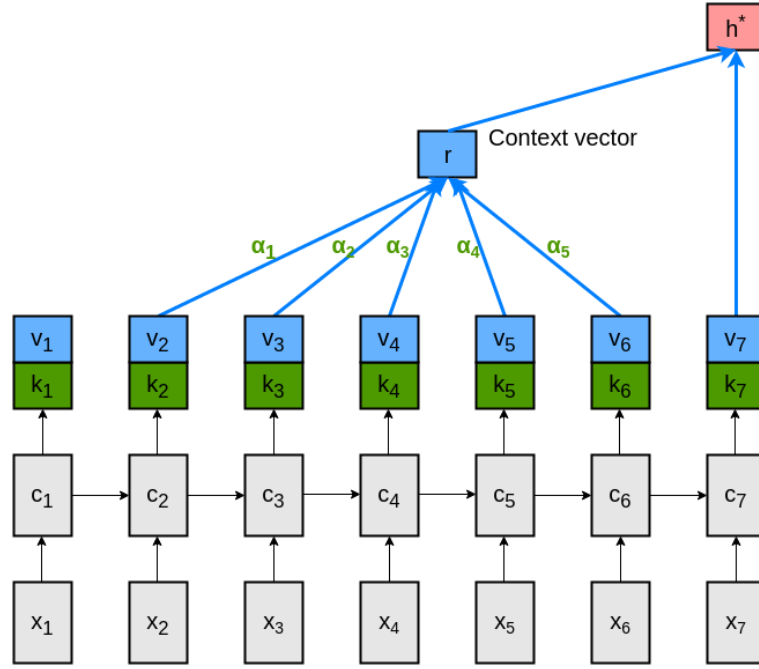 h*
r Context vector
α₁ α₂ α₃ α₄ α₅
v₁ v₂ v₃ v₄ v₅ v₆ v₇
k₁ k₂ k₃ k₄ k₅ k₆ k₇
c₁ c₂ c₃ c₄ c₅ c₆ c₇
x₁ x₂ x₃ x₄ x₅ x₆ x₇